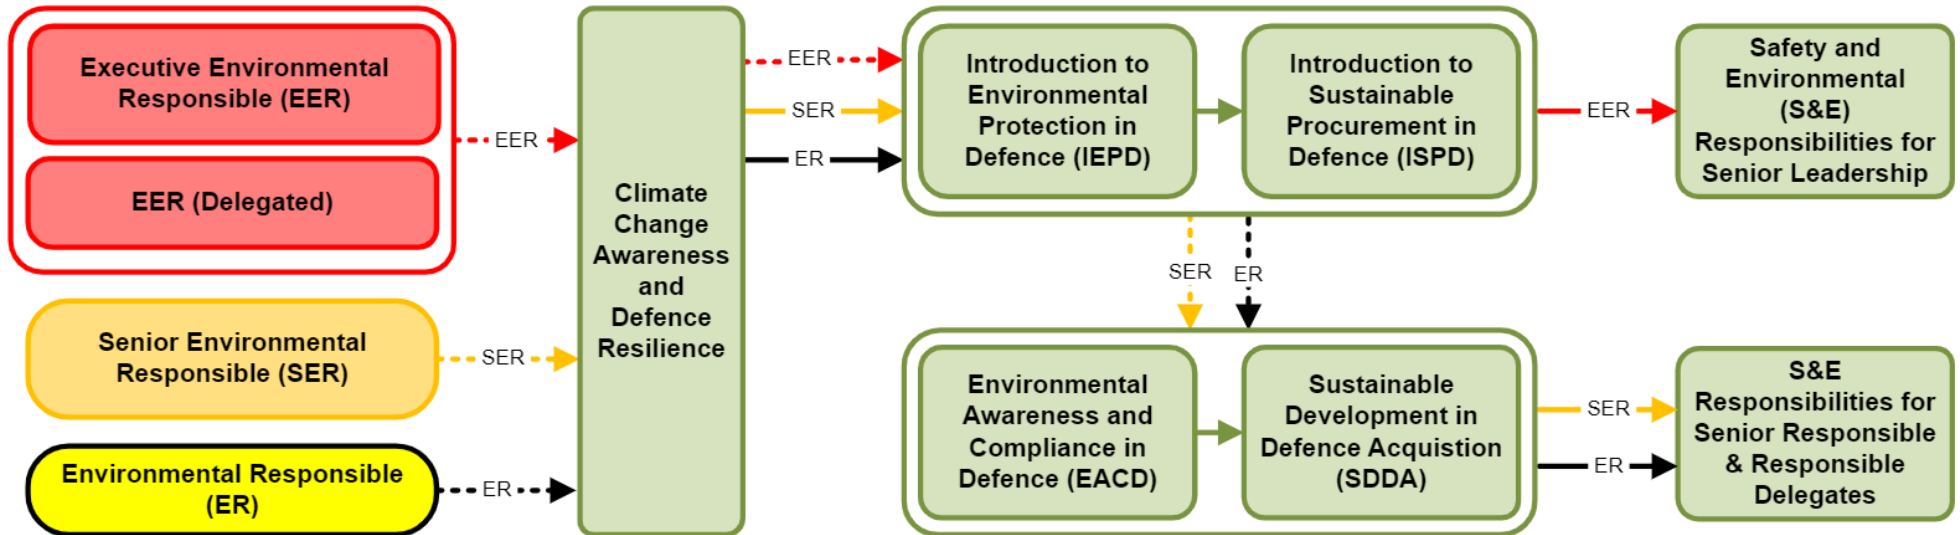 Executive Environmental
Responsible (EER)
EER (Delegated)
EER
Senior Environmental
Responsible (SER)
SER
Environmental Responsible
(ER)
ER
Climate
Change
Awareness
and
Defence
Resilience
EER
SER
ER
Introduction to
Environmental
Protection in
Defence (IEPD)
Introduction to
Sustainable
Procurement in
Defence (ISPD)
EER
Safety and
Environmental
(S&E)
Responsibilities for
Senior Leadership
SER
ER
Environmental
Awareness and
Compliance in
Defence (EACD)
Sustainable
Development in
Defence Acquistion
(SDDA)
SER
ER
S&E
Responsibilities for
Senior Responsible
& Responsible
Delegates